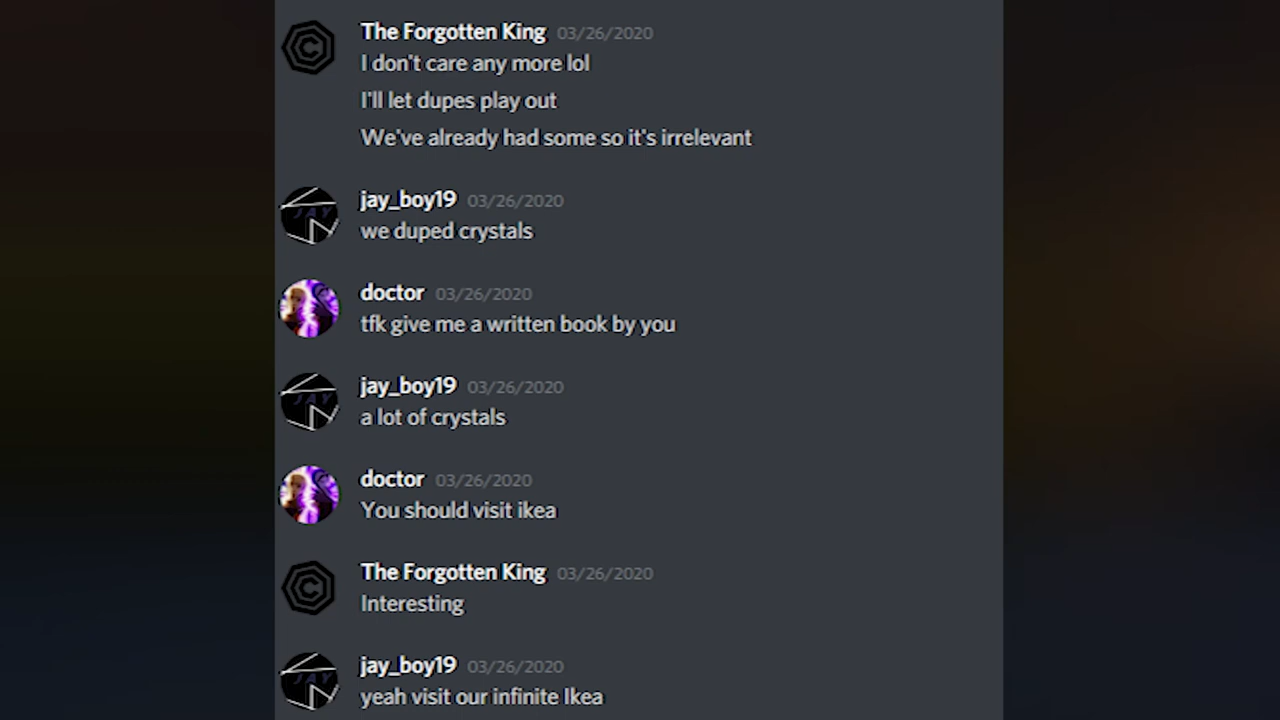 The Forgotten King 03/26/2020
I don't care any more lol
I'll let dupes play out
We've already had some so it's irrelevant
jay_boy19 03/26/2020
we duped crystals
doctor 03/26/2020
tfk give me a written book by you
jay_boy19 03/26/2020
a lot of crystals
doctor 03/26/2020
You should visit ikea
The Forgotten King 03/26/2020
Interesting
jay_boy19 03/26/2020
yeah visit our infinite Ikea